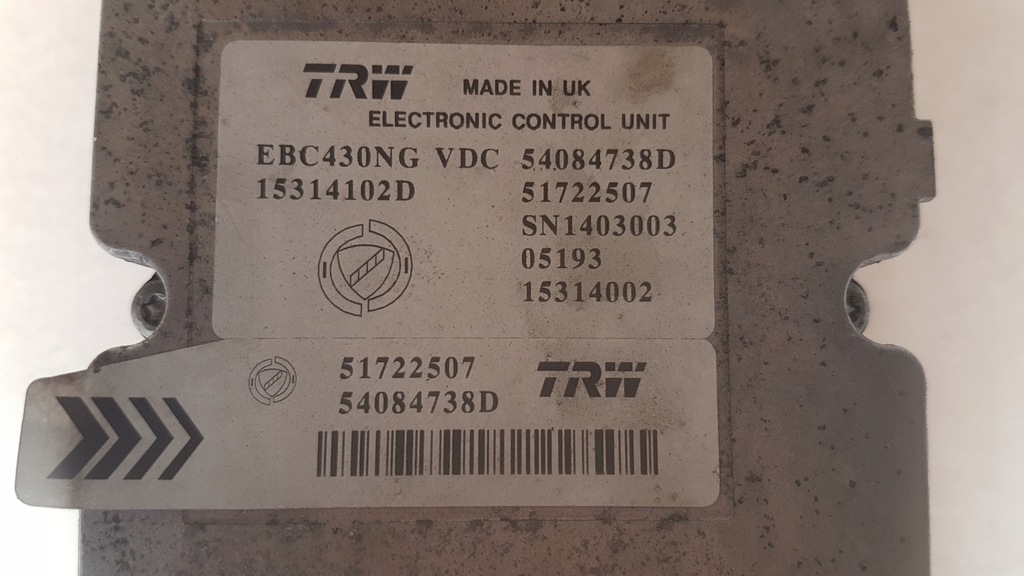 TRW MADE IN UK
ELECTRONIC CONTROL UNIT
EBC430NG VDC 54084738D
15314102D 51722507
SN1403003
05193
15314002
51722507 TRW
54084738D